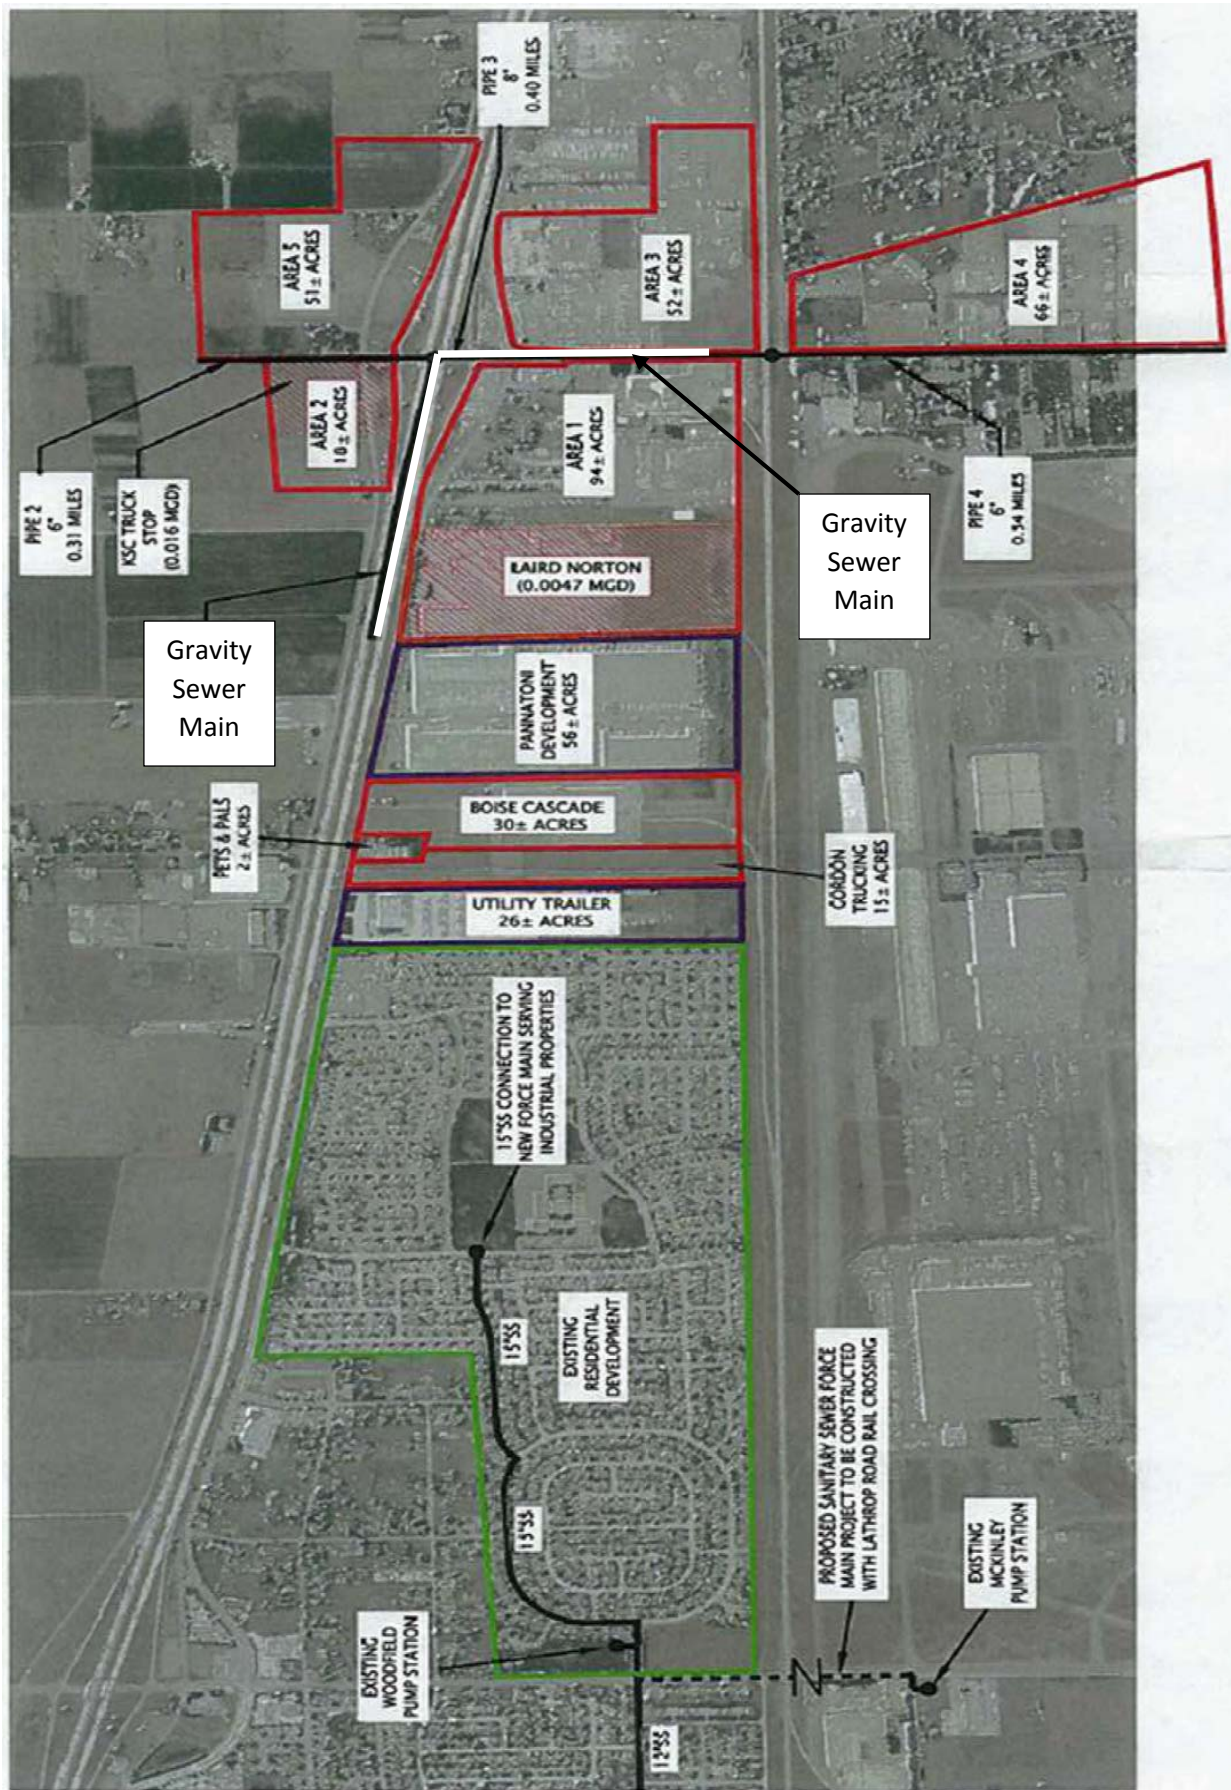 PIPE 3
8"
0.40 MILES
AREA 5
51± ACRES
AREA 3
52± ACRES
AREA 4
66± ACRES
PIPE 2
6"
0.31 MILES
KSC TRUCK
STOP
(0.016 MGD)
AREA 2
18± ACRES
AREA 1
94± ACRES
PIPE 4
6"
0.54 MILES
LAIRD NORTON
(0.0047 MGD)
Gravity
Sewer
Main
Gravity
Sewer
Main
PANNATONI
DEVELOPMENT
56± ACRES
PETS & PALS
2± ACRES
BOISE CASCADE
30± ACRES
GORDON
TRUCKING
15± ACRES
UTILITY TRAILER
26± ACRES
15"SS CONNECTION TO
NEW FORCE MAIN SERVING
INDUSTRIAL PROPERTIES
15"SS
EXISTING
RESIDENTIAL
DEVELOPMENT
15"SS
PROPOSED SANITARY SEWER FORCE
MAIN PROJECT TO BE CONSTRUCTED
WITH LATHROP ROAD RAIL CROSSING
EXISTING
MCKINLEY
PUMP STATION
EXISTING
WOODFIELD
PUMP STATION
12"SS